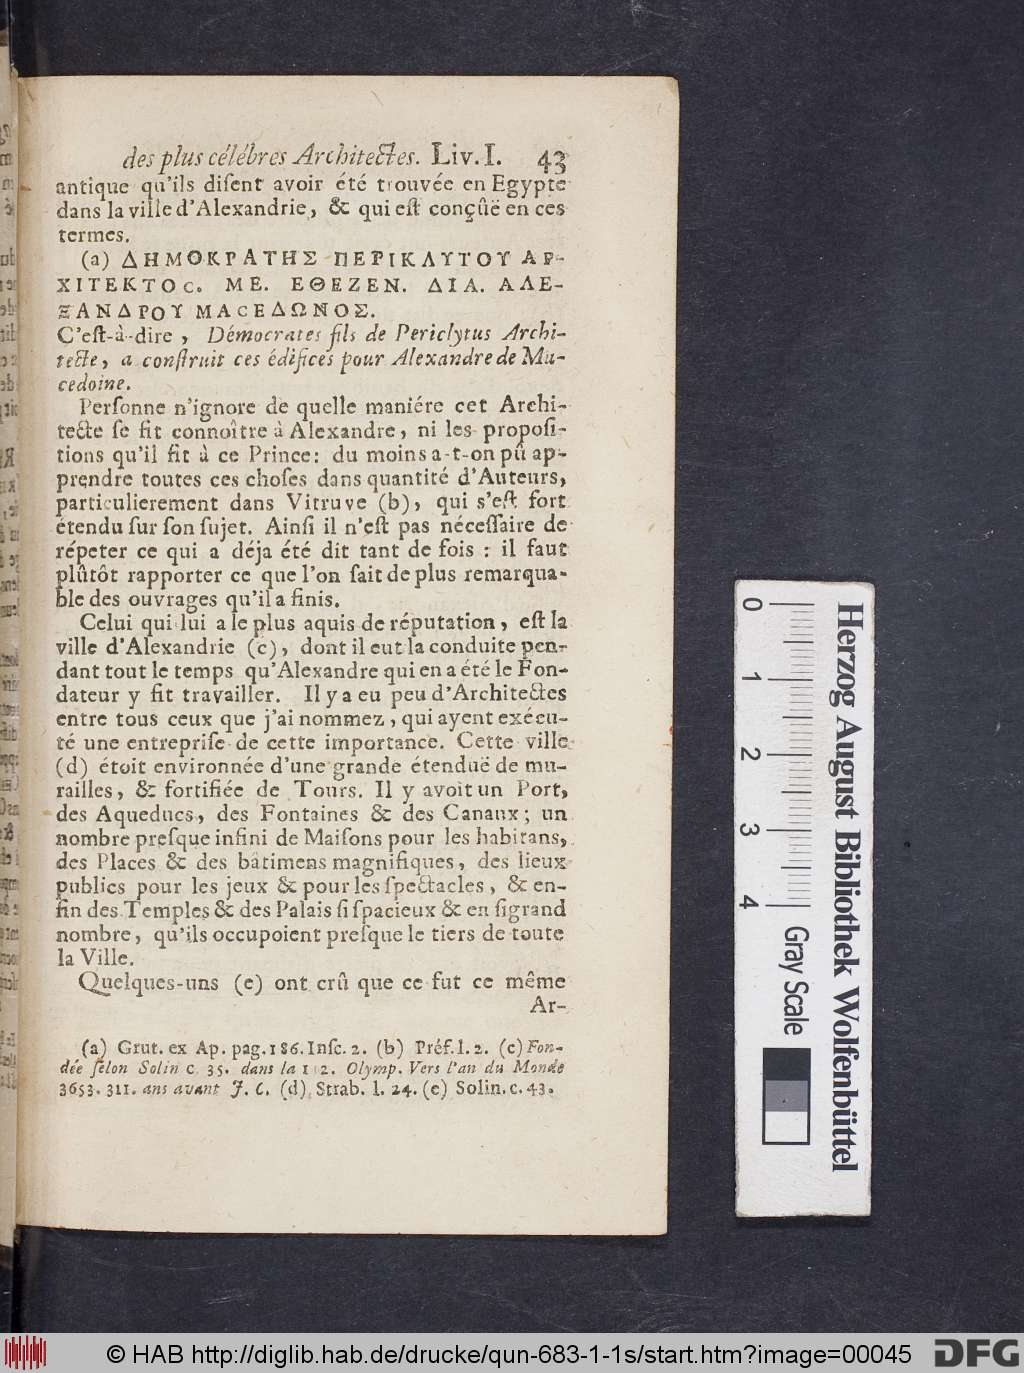 des plus célébres Architectes. Liv. I. 43
antique qu'ils disent avoir été trouvée en Egypte
dans la ville d'Alexandrie, & qui est conçûë en ces
termes.
(a) ΔΗΜΟΚΡΑΤΗΣ ΠΕΡΙΚΛΥΤΟΥ ΑΡ-
ΧΙΤΕΚΤΟC. ΜΕ. ΕΘΕΖΕΝ. ΔΙΑ. ΑΛΕ-
ΞΑΝΔΡΟΥ ΜΑCΕΔΩΝΟΣ.
C'est-à-dire, Démocrates fils de Periclytus Archi-
tecte, a construit ces édifices pour Alexandre de Ma-
cedoine.
Personne n'ignore de quelle maniére cet Archi-
tecte se fit connoître à Alexandre, ni les proposi-
tions qu'il fit à ce Prince: du moins a-t-on pû ap-
prendre toutes ces choses dans quantité d'Auteurs,
particulierement dans Vitruve (b), qui s'est fort
étendu sur son sujet. Ainsi il n'est pas nécessaire de
répeter ce qui a déja été dit tant de fois : il faut
plûtôt rapporter ce que l'on sait de plus remarqua-
ble des ouvrages qu'il a finis.
Celui qui lui a le plus aquis de réputation, est la
ville d'Alexandrie (c), dont il eut la conduite pen-
dant tout le temps qu'Alexandre qui en a été le Fon-
dateur y fit travailler. Il y a eu peu d'Architectes
entre tous ceux que j'ai nommez, qui ayent exécu-
té une entreprise de cette importance. Cette ville
(d) étoit environnée d'une grande étenduë de mu-
railles, & fortifiée de Tours. Il y avoit un Port,
des Aqueducs, des Fontaines & des Canaux; un
nombre presque infini de Maisons pour les habitans,
des Places & des bâtimens magnifiques, des lieux
publics pour les jeux & pour les spectacles, & en-
fin des Temples & des Palais si spacieux & en si grand
nombre, qu'ils occupoient presque le tiers de toute
la Ville.
Quelques-uns (e) ont crû que ce fut ce même
Ar-
(a) Grut. ex Ap. pag. 186. Insc. 2. (b) Préf. l. 2. (c) Fon-
dée selon Solin c. 35. dans la 112. Olymp. Vers l'an du Monde
3653. 311. ans avant J. C. (d) Strab. l. 24. (e) Solin. c. 43.
0 1 2 3 4
Gray Scale
Herzog August Bibliothek Wolfenbüttel
© HAB http://diglib.hab.de/drucke/qun-683-1-1s/start.htm?image=00045
DFG